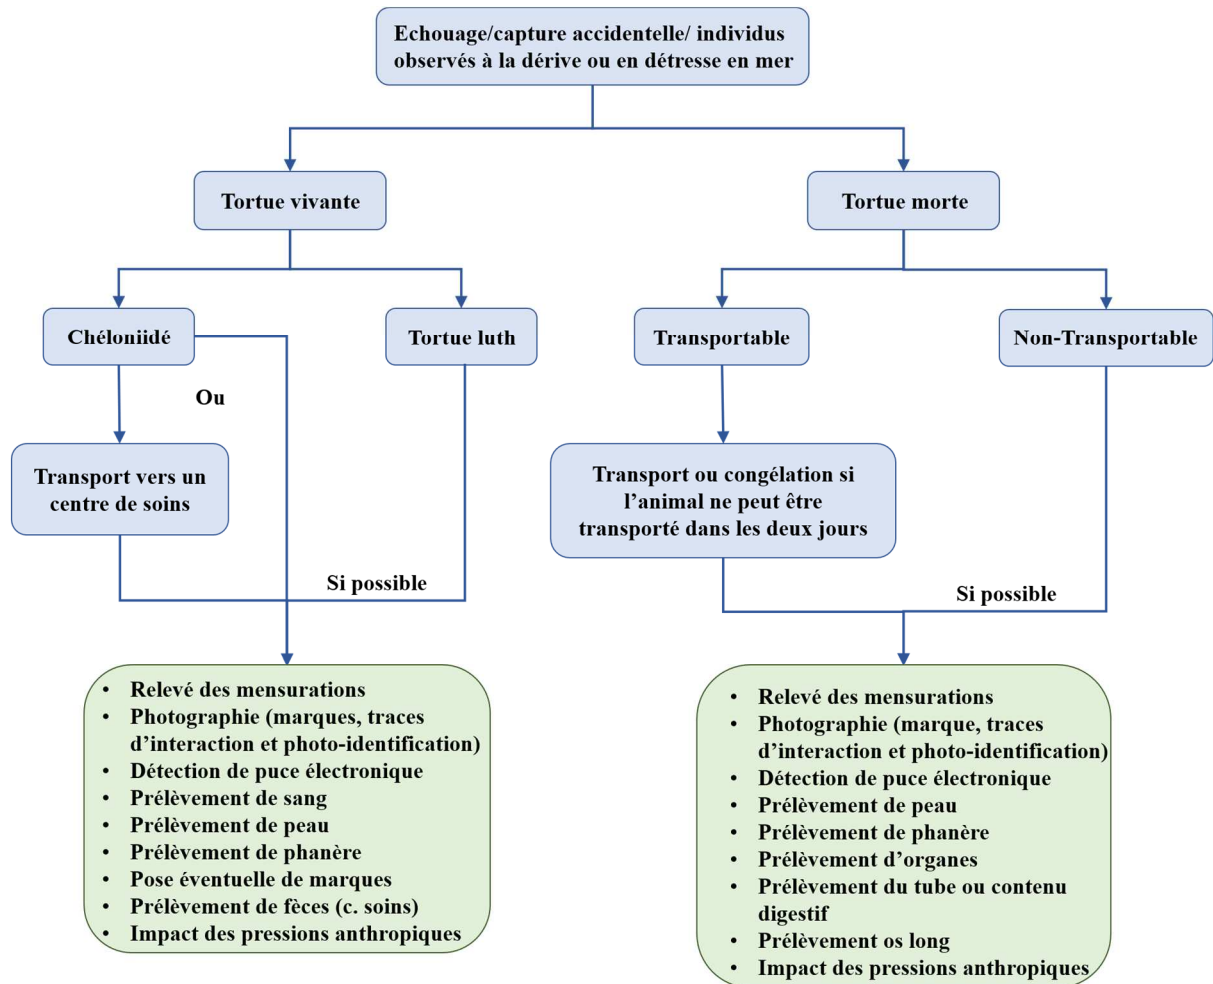 Echouage/capture accidentelle/ individus
observés à la dérive ou en détresse en mer
Tortue vivante
Tortue morte
Chéloniidé
Tortue luth
Transportable
Non-Transportable
Ou
Transport vers un
centre de soins
Transport ou congélation si
l'animal ne peut être
transporté dans les deux jours
Si possible
Si possible
• Relevé des mensurations
• Photographie (marques, traces
d'interaction et photo-identification)
• Détection de puce électronique
• Prélèvement de sang
• Prélèvement de peau
• Prélèvement de phanère
• Pose éventuelle de marques
• Prélèvement de fèces (c. soins)
• Impact des pressions anthropiques
• Relevé des mensurations
• Photographie (marque, traces
d'interaction et photo-identification)
• Détection de puce électronique
• Prélèvement de peau
• Prélèvement de phanère
• Prélèvement d'organes
• Prélèvement du tube ou contenu
digestif
• Prélèvement os long
• Impact des pressions anthropiques